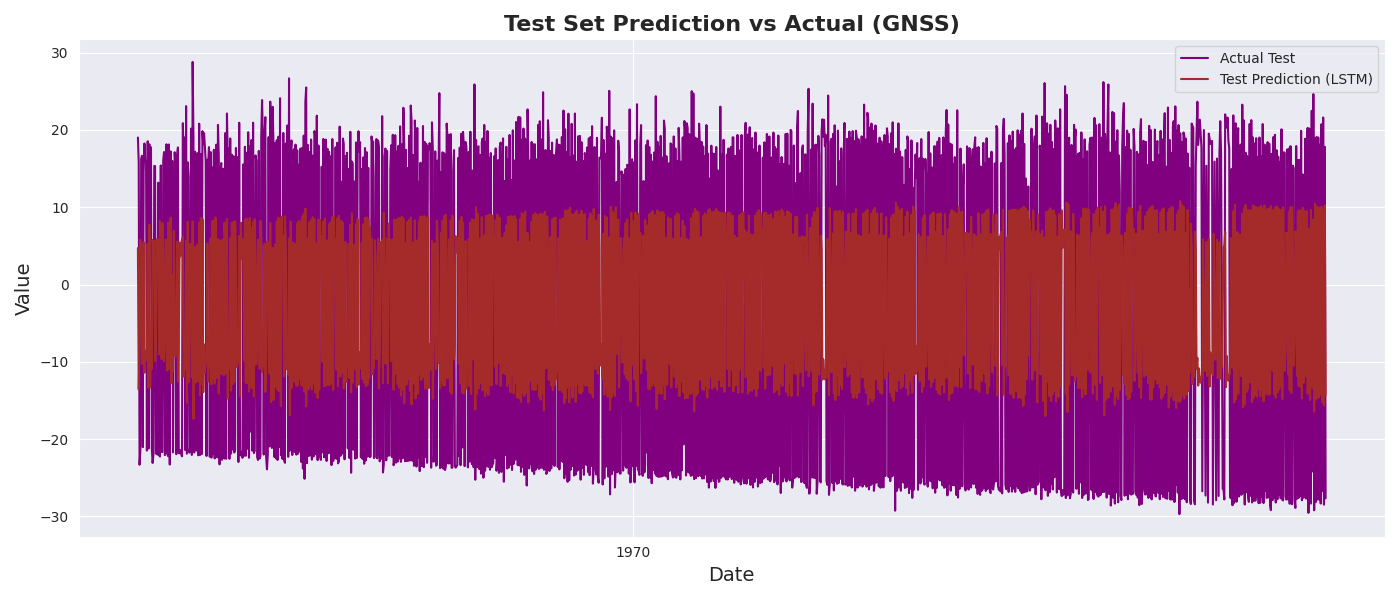 Test Set Prediction vs Actual (GNSS)
Actual Test
Test Prediction (LSTM)
30
20
10
0
−10
−20
−30
Value
1970
Date